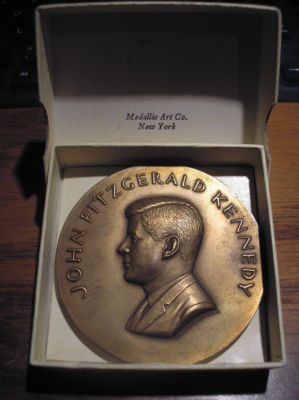 Medallic Art Co.
New York
JOHN FITZGERALD KENNEDY